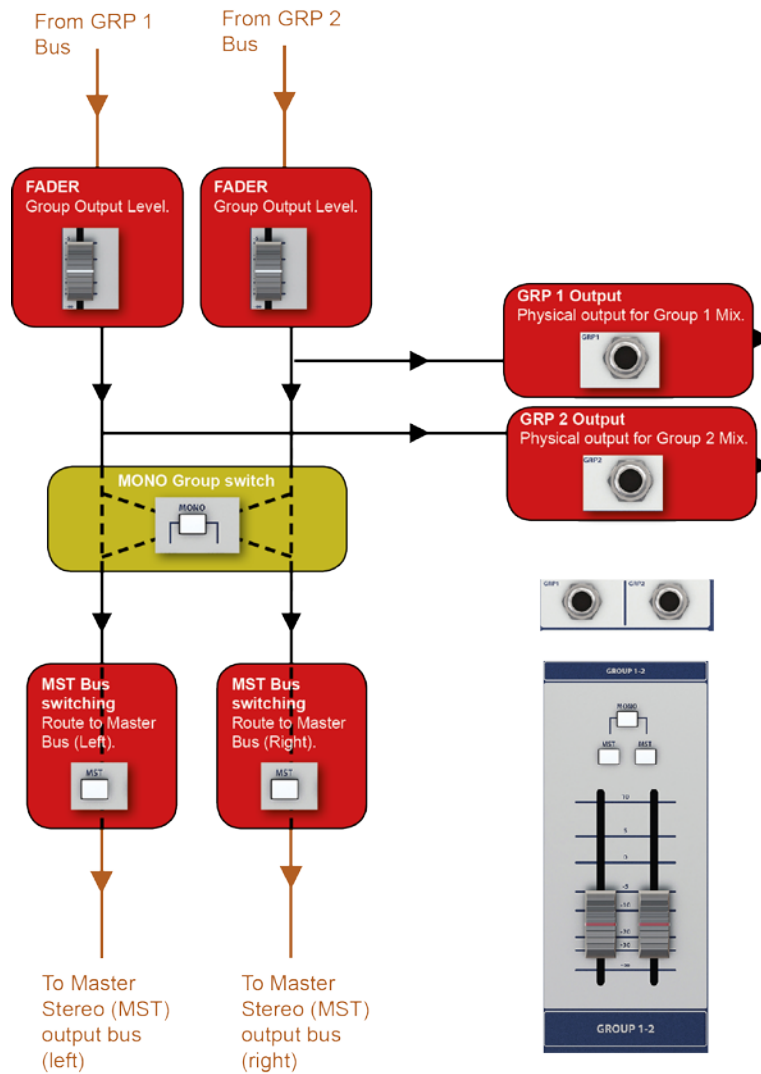 From GRP 1
Bus
From GRP 2
Bus
FADER
Group Output Level.
FADER
Group Output Level.
GRP 1 Output
Physical output for Group 1 Mix.
GRP1
GRP 2 Output
Physical output for Group 2 Mix.
GRP2
MONO Group switch
MONO
GRP1
GRP2
MST Bus
switching
Route to Master
Bus (Left).
MST
MST Bus
switching
Route to Master
Bus (Right).
MST
GROUP 1-2
MONO
MST
MST
10
5
0
-5
-10
-20
-30
-∞
GROUP 1-2
To Master
Stereo (MST)
output bus
(left)
To Master
Stereo (MST)
output bus
(right)